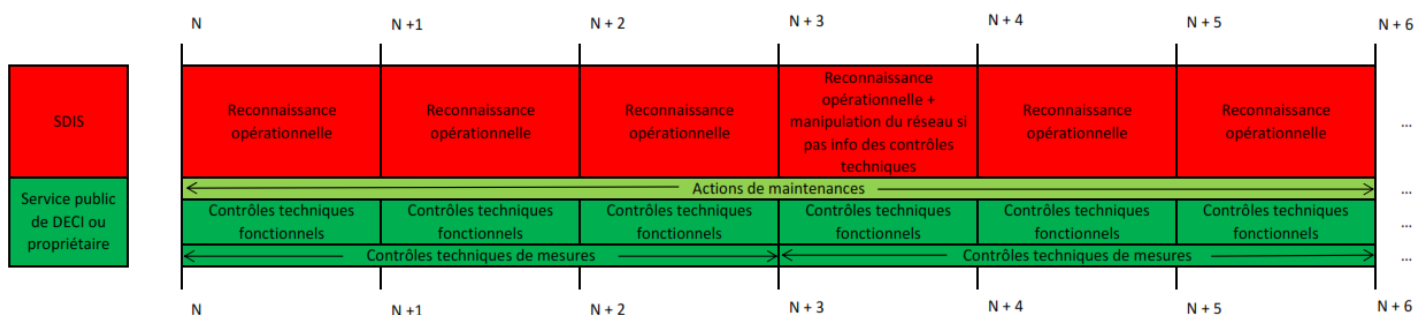 N N +1 N + 2 N + 3 N + 4 N + 5 N + 6
SDIS
Reconnaissance
opérationnelle
Reconnaissance
opérationnelle
Reconnaissance
opérationnelle
Reconnaissance
opérationnelle +
manipulation du réseau si
pas info des contrôles
techniques
Reconnaissance
opérationnelle
Reconnaissance
opérationnelle
...
Service public
de DECI ou
propriétaire
Actions de maintenances
...
Contrôles techniques
fonctionnels
Contrôles techniques
fonctionnels
Contrôles techniques
fonctionnels
Contrôles techniques
fonctionnels
Contrôles techniques
fonctionnels
Contrôles techniques
fonctionnels
...
Contrôles techniques de mesures
Contrôles techniques de mesures
...
N N +1 N + 2 N + 3 N + 4 N + 5 N + 6